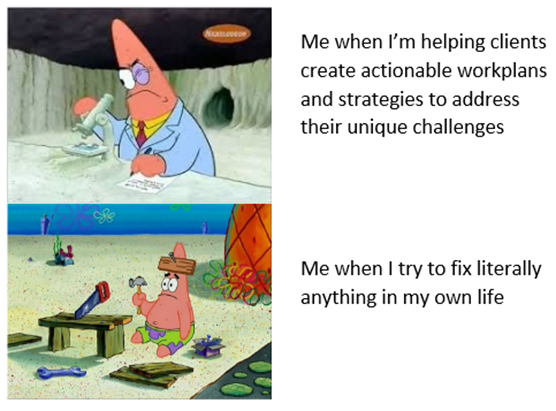 NICKELODEON
Me when I'm helping clients
create actionable workplans
and strategies to address
their unique challenges
Me when I try to fix literally
anything in my own life